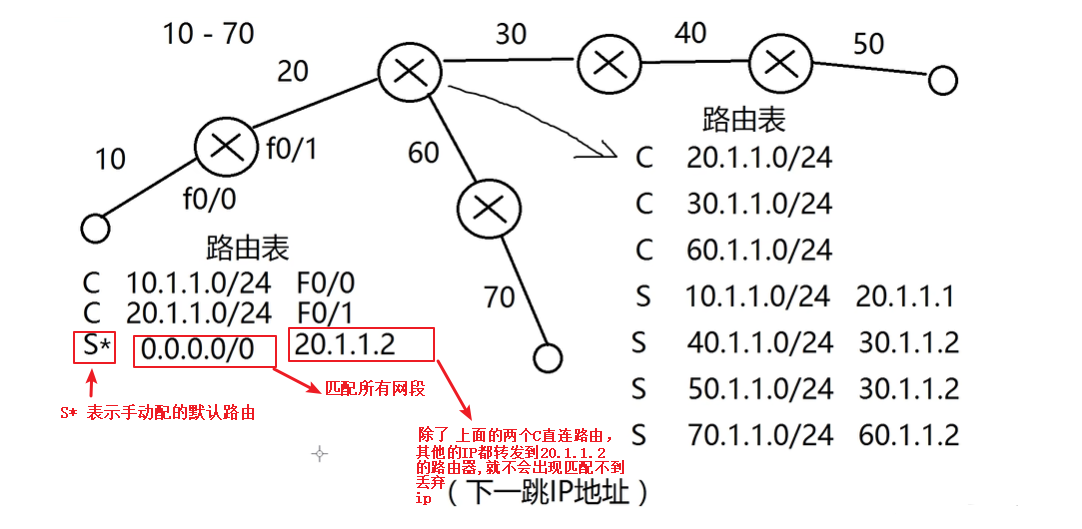 10 - 70
10
20
30
40
50
60
70
f0/0
f0/1
路由表
C 10.1.1.0/24 F0/0
C 20.1.1.0/24 F0/1
S* 0.0.0.0/0 20.1.1.2
S* 表示手动配的默认路由
匹配所有网段
除了 上面的两个C直连路由，
其他的IP都转发到20.1.1.2
的路由器,就不会出现匹配不到
丢弃
ip
（下一跳IP地址）
路由表
C 20.1.1.0/24
C 30.1.1.0/24
C 60.1.1.0/24
S 10.1.1.0/24 20.1.1.1
S 40.1.1.0/24 30.1.1.2
S 50.1.1.0/24 30.1.1.2
S 70.1.1.0/24 60.1.1.2